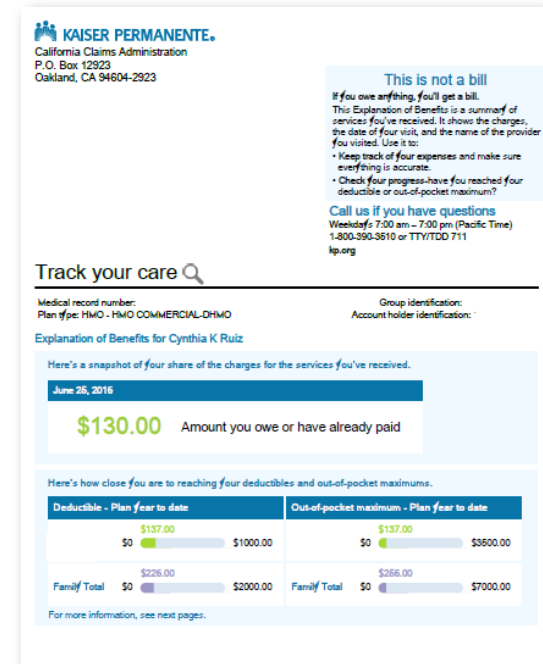 KAISER PERMANENTE.
California Claims Administration
P.O. Box 12923
Oakland, CA 94604-2923
This is not a bill
If you owe anything, you'll get a bill.
This Explanation of Benefits is a summary of
services you've received. It shows the charges,
the date of your visit, and the name of the provider
you visited. Use it to:
• Keep track of your expenses and make sure
everything is accurate.
• Check your progress-have you reached your
deductible or out-of-pocket maximum?
Call us if you have questions
Weekdays 7:00 am – 7:00 pm (Pacific Time)
1-800-390-3510 or TTY/TDD 711
kp.org
Track your care
Medical record number:
Group identification:
Plan type: HMO - HMO COMMERCIAL-DHMO
Account holder identification:
Explanation of Benefits for Cynthia K Ruiz
Here's a snapshot of your share of the charges for the services you've received.
June 25, 2016
$130.00 Amount you owe or have already paid
Here's how close you are to reaching your deductibles and out-of-pocket maximums.
Deductible - Plan year to date
Out-of-pocket maximum - Plan year to date
$137.00
$0 $1000.00
$137.00
$0 $3500.00
$226.00
Family Total $0 $2000.00
$266.00
Family Total $0 $7000.00
For more information, see next pages.